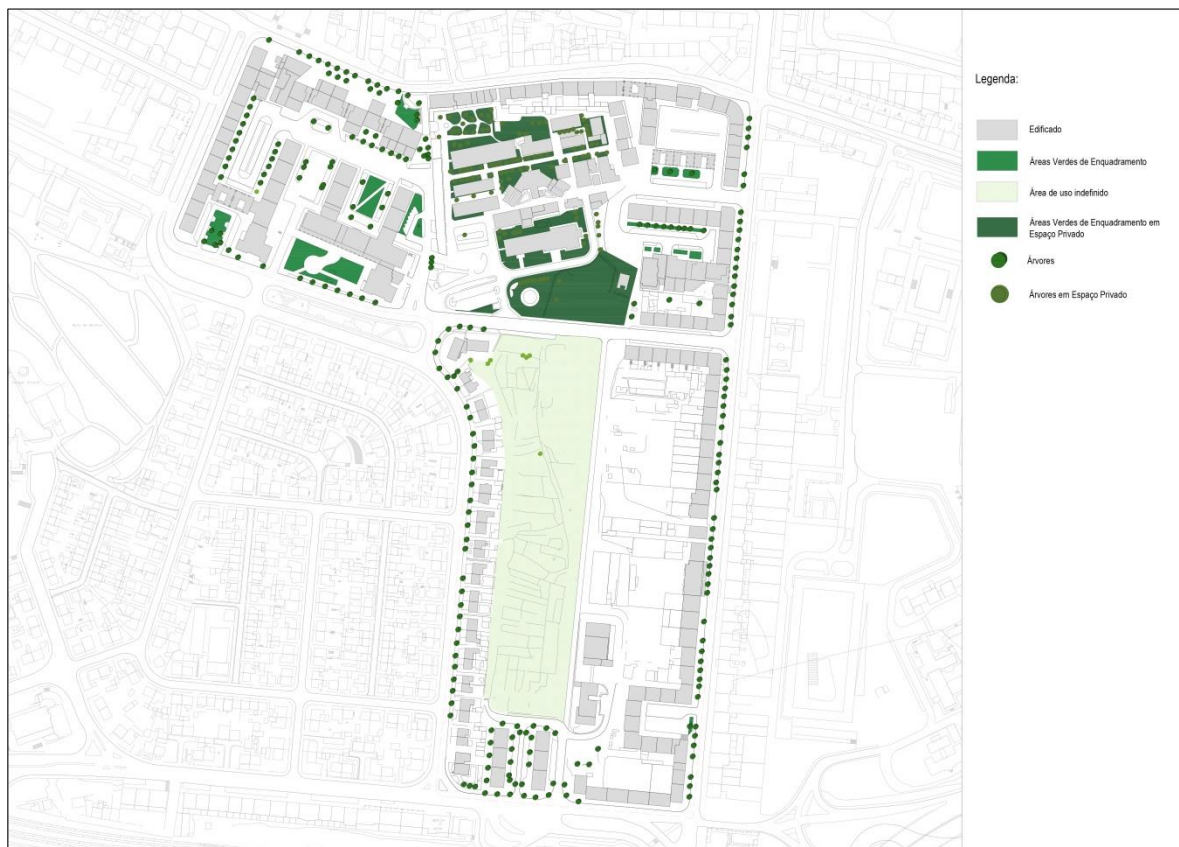 Legenda:
Edificado
Áreas Verdes de Enquadramento
Área de uso indefinido
Áreas Verdes de Enquadramento em
Espaço Privado
Árvores
Árvores em Espaço Privado